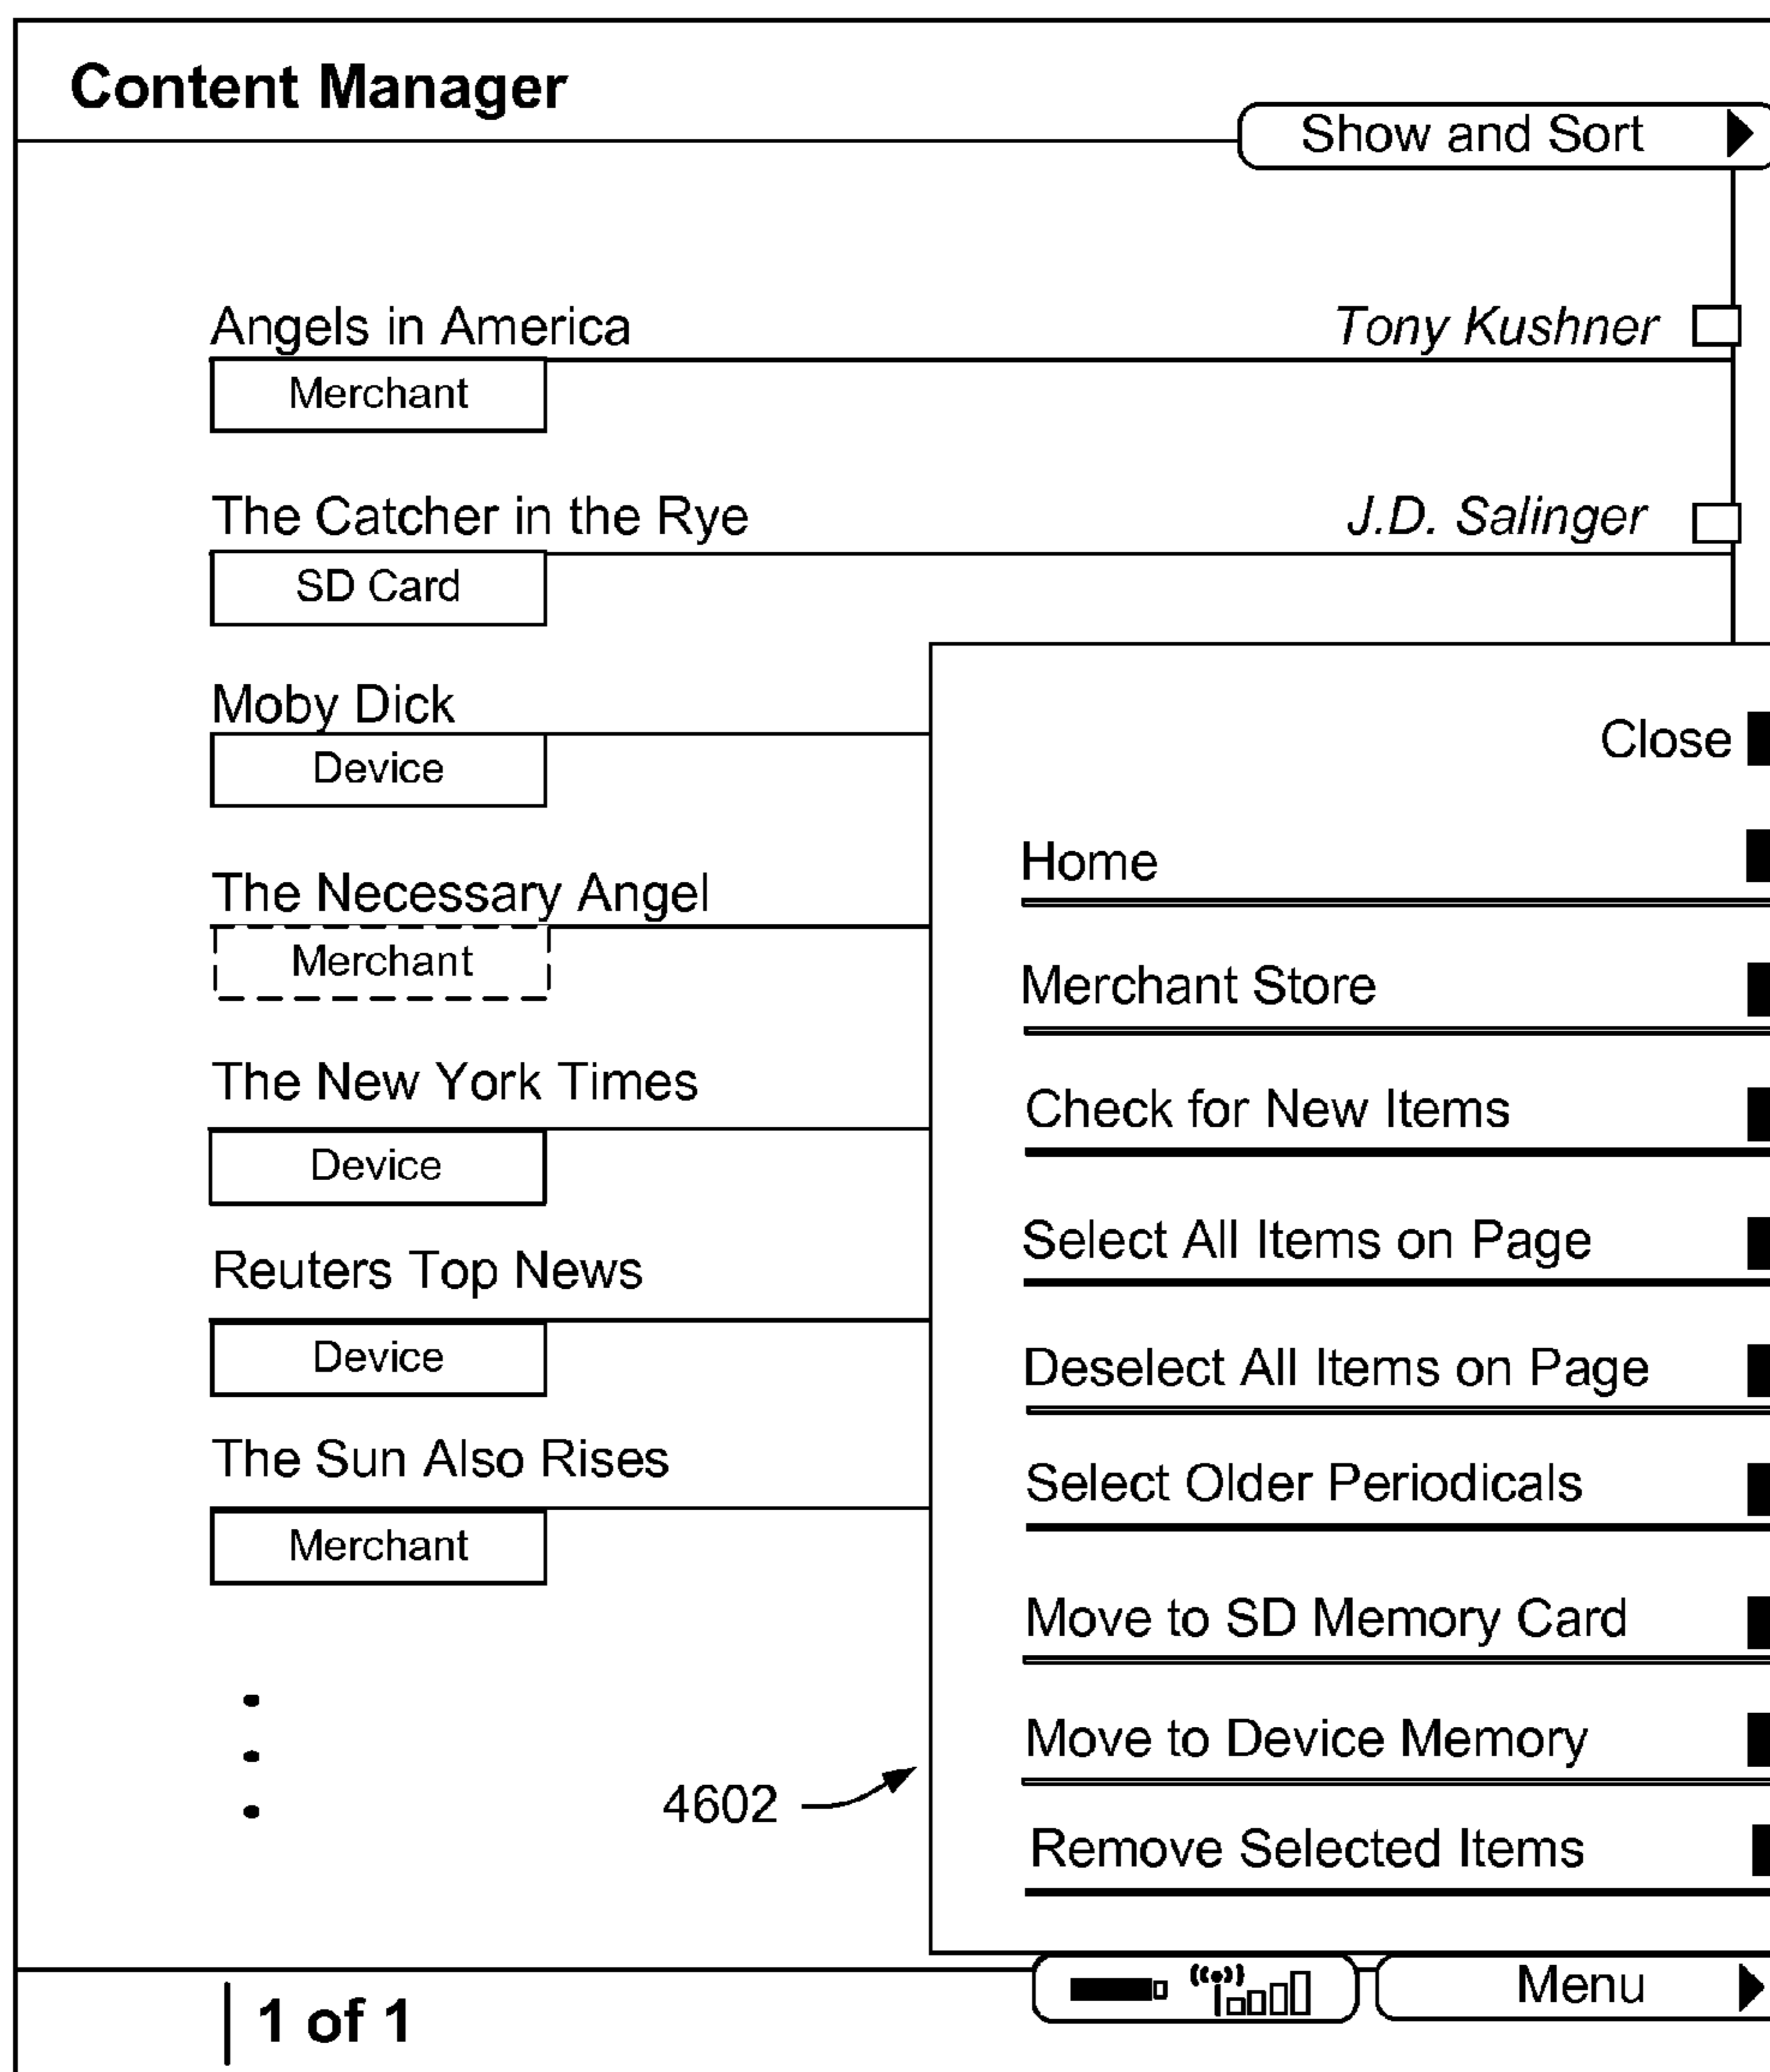 Content Manager
Show and Sort
Angels in America Tony Kushner
Merchant
The Catcher in the Rye J.D. Salinger
SD Card
Moby Dick
Device
The Necessary Angel
Merchant
The New York Times
Device
Reuters Top News
Device
The Sun Also Rises
Merchant
Close
Home
Merchant Store
Check for New Items
Select All Items on Page
Deselect All Items on Page
Select Older Periodicals
Move to SD Memory Card
Move to Device Memory
Remove Selected Items
4602
1 of 1
Menu